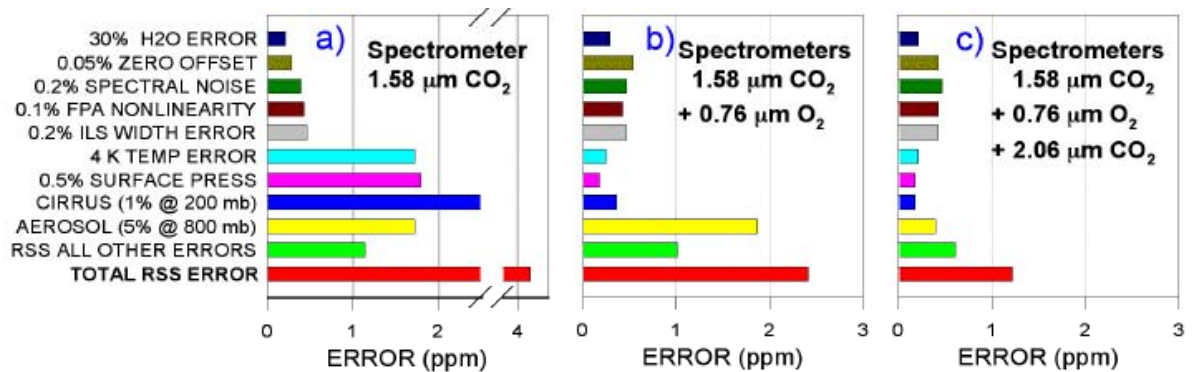 30% H2O ERROR
0.05% ZERO OFFSET
0.2% SPECTRAL NOISE
0.1% FPA NONLINEARITY
0.2% ILS WIDTH ERROR
4 K TEMP ERROR
0.5% SURFACE PRESS
CIRRUS (1% @ 200 mb)
AEROSOL (5% @ 800 mb)
RSS ALL OTHER ERRORS
TOTAL RSS ERROR
a)
Spectrometer
1.58 μm CO₂
0 1 2 4
ERROR (ppm)
b)
Spectrometers
1.58 μm CO₂
+ 0.76 μm O₂
0 1 2 3
ERROR (ppm)
c)
Spectrometers
1.58 μm CO₂
+ 0.76 μm O₂
+ 2.06 μm CO₂
0 1 2 3
ERROR (ppm)